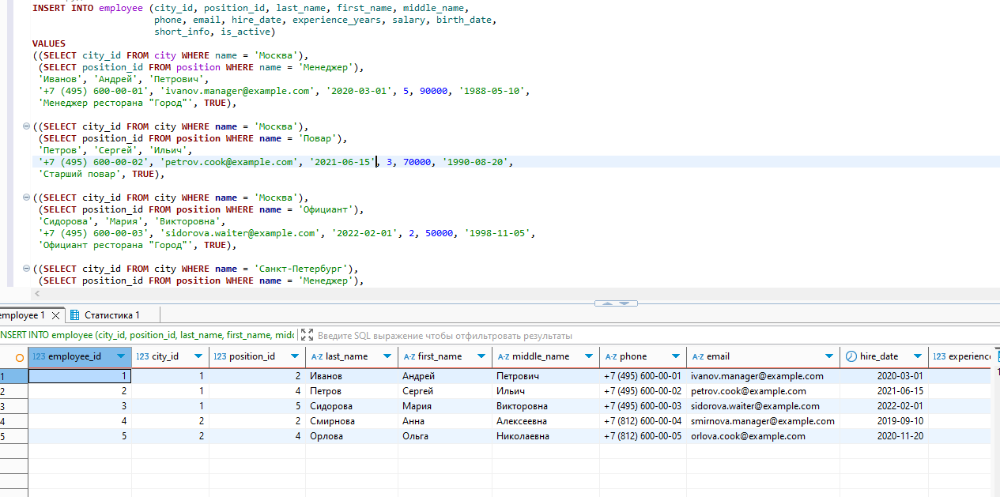 INSERT INTO employee (city_id, position_id, last_name, first_name, middle_name,
phone, email, hire_date, experience_years, salary, birth_date,
short_info, is_active)
VALUES
((SELECT city_id FROM city WHERE name = 'Москва'),
(SELECT position_id FROM position WHERE name = 'Менеджер'),
'Иванов', 'Андрей', 'Петрович',
'+7 (495) 600-00-01', 'ivanov.manager@example.com', '2020-03-01', 5, 90000, '1988-05-10',
'Менеджер ресторана "Город"', TRUE),
((SELECT city_id FROM city WHERE name = 'Москва'),
(SELECT position_id FROM position WHERE name = 'Повар'),
'Петров', 'Сергей', 'Ильич',
'+7 (495) 600-00-02', 'petrov.cook@example.com', '2021-06-15', 3, 70000, '1990-08-20',
'Старший повар', TRUE),
((SELECT city_id FROM city WHERE name = 'Москва'),
(SELECT position_id FROM position WHERE name = 'Официант'),
'Сидорова', 'Мария', 'Викторовна',
'+7 (495) 600-00-03', 'sidorova.waiter@example.com', '2022-02-01', 2, 50000, '1998-11-05',
'Официант ресторана "Город"', TRUE),
((SELECT city_id FROM city WHERE name = 'Санкт-Петербург'),
(SELECT position_id FROM position WHERE name = 'Менеджер'),
employee 1 Статистика 1
NSERT INTO employee (city_id, position_id, last_name, first_name, midc Введите SQL выражение чтобы отфильтровать результаты
123 employee_id 123 city_id 123 position_id A-Z last_name A-Z first_name A-Z middle_name A-Z phone A-Z email hire_date 123 experienc
1 1 1 2 Иванов Андрей Петрович +7 (495) 600-00-01 ivanov.manager@example.com 2020-03-01
2 2 1 4 Петров Сергей Ильич +7 (495) 600-00-02 petrov.cook@example.com 2021-06-15
3 3 1 5 Сидорова Мария Викторовна +7 (495) 600-00-03 sidorova.waiter@example.com 2022-02-01
4 4 2 2 Смирнова Анна Алексеевна +7 (812) 600-00-04 smirnova.manager@example.com 2019-09-10
5 5 2 4 Орлова Ольга Николаевна +7 (812) 600-00-05 orlova.cook@example.com 2020-11-20